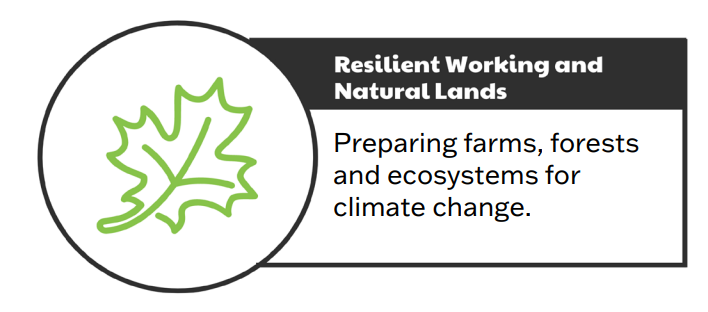 Resilient Working and
Natural Lands
Preparing farms, forests
and ecosystems for
climate change.